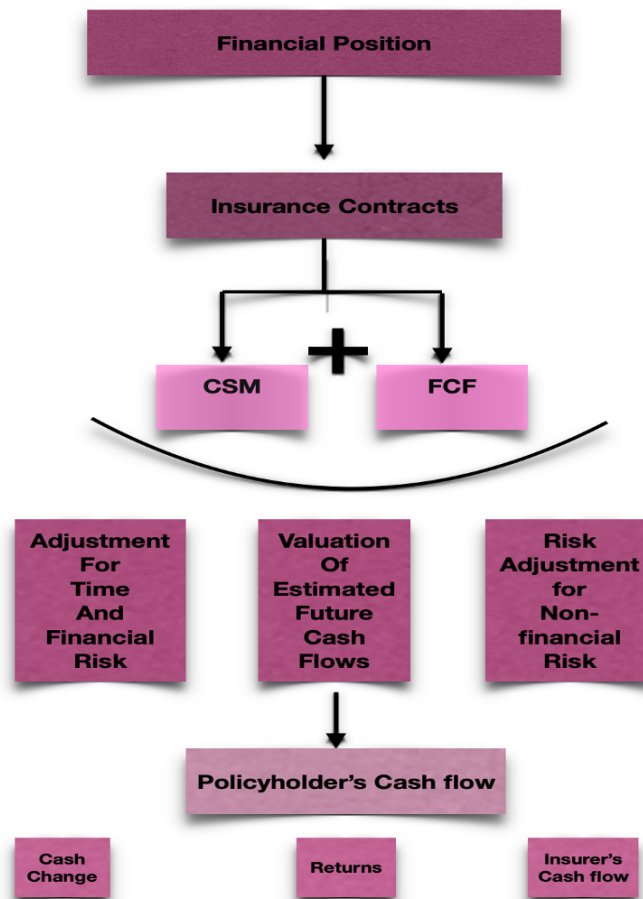 Financial Position
Insurance Contracts
CSM
FCF
Adjustment
For
Time
And
Financial
Risk
Valuation
Of
Estimated
Future
Cash
Flows
Risk
Adjustment
for
Non-
financial
Risk
Policyholder's Cash flow
Cash
Change
Returns
Insurer's
Cash flow